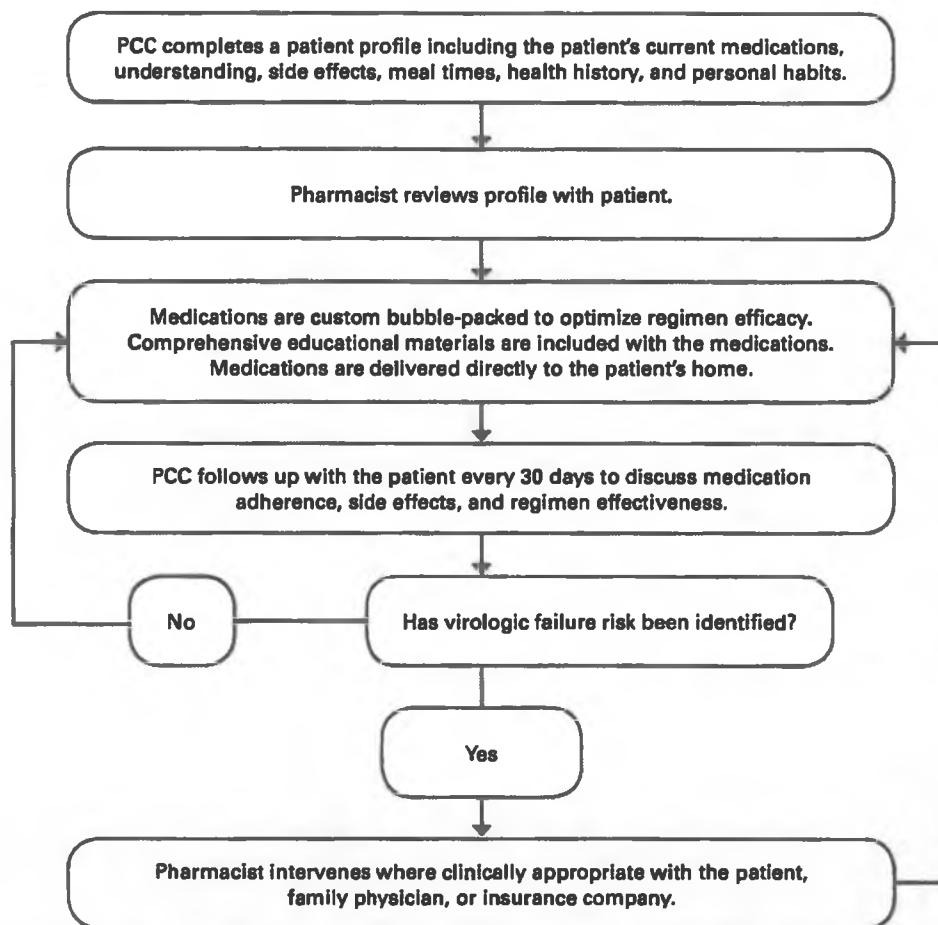 PCC completes a patient profile including the patient's current medications,
understanding, side effects, meal times, health history, and personal habits.
Pharmacist reviews profile with patient.
Medications are custom bubble-packed to optimize regimen efficacy.
Comprehensive educational materials are included with the medications.
Medications are delivered directly to the patient's home.
PCC follows up with the patient every 30 days to discuss medication
adherence, side effects, and regimen effectiveness.
No
Has virologic failure risk been identified?
Yes
Pharmacist intervenes where clinically appropriate with the patient,
family physician, or insurance company.